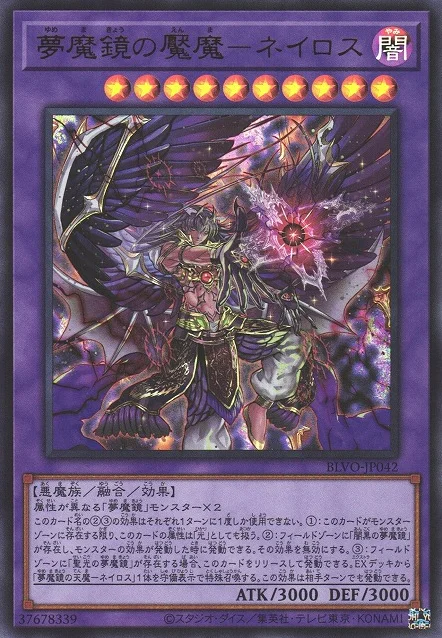 夢魔鏡の魘魔－ネイロス
闇
BLVO-JP042
【悪魔族／融合／効果】
属性が異なる「夢魔鏡」モンスター×2
このカード名の②③の効果はそれぞれ1ターンに1度しか使用できない。①：このカードがモンスター
ゾーンに存在する限り、このカードの属性は「光」としても扱う。②：フィールドゾーンに「闇黒の夢魔鏡」
が存在し、モンスターの効果が発動した時に発動できる。その効果を無効にする。③：フィールド
ゾーンに「聖光の夢魔鏡」が存在する場合、このカードをリリースして発動できる。EXデッキから
「夢魔鏡の天魔－ネイロス」1体を守備表示で特殊召喚する。この効果は相手ターンでも発動できる。
ATK/3000 DEF/3000
37678339
©スタジオ・ダイス／集英社・テレビ東京・KONAMI